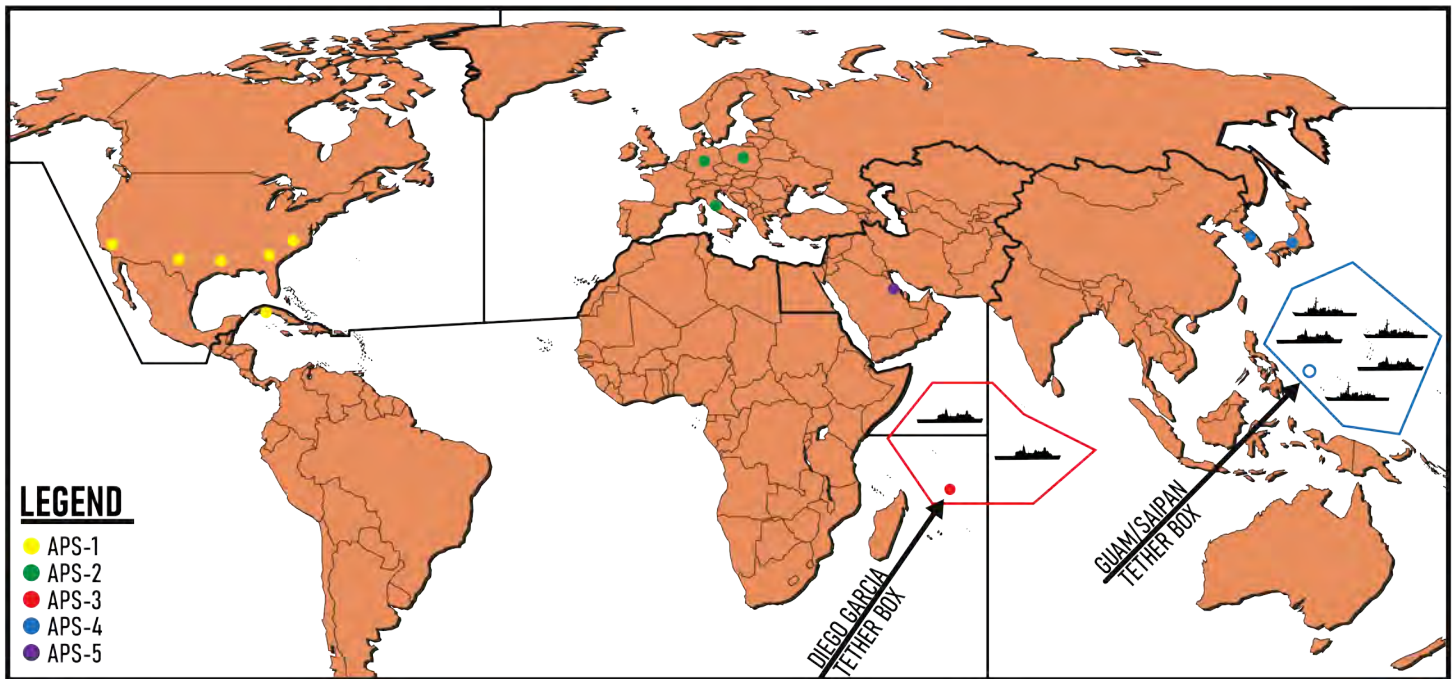 LEGEND
APS-1
APS-2
APS-3
APS-4
APS-5
DIEGO GARCIA
TETHER BOX
GUAM/SAIPAN
TETHER BOX